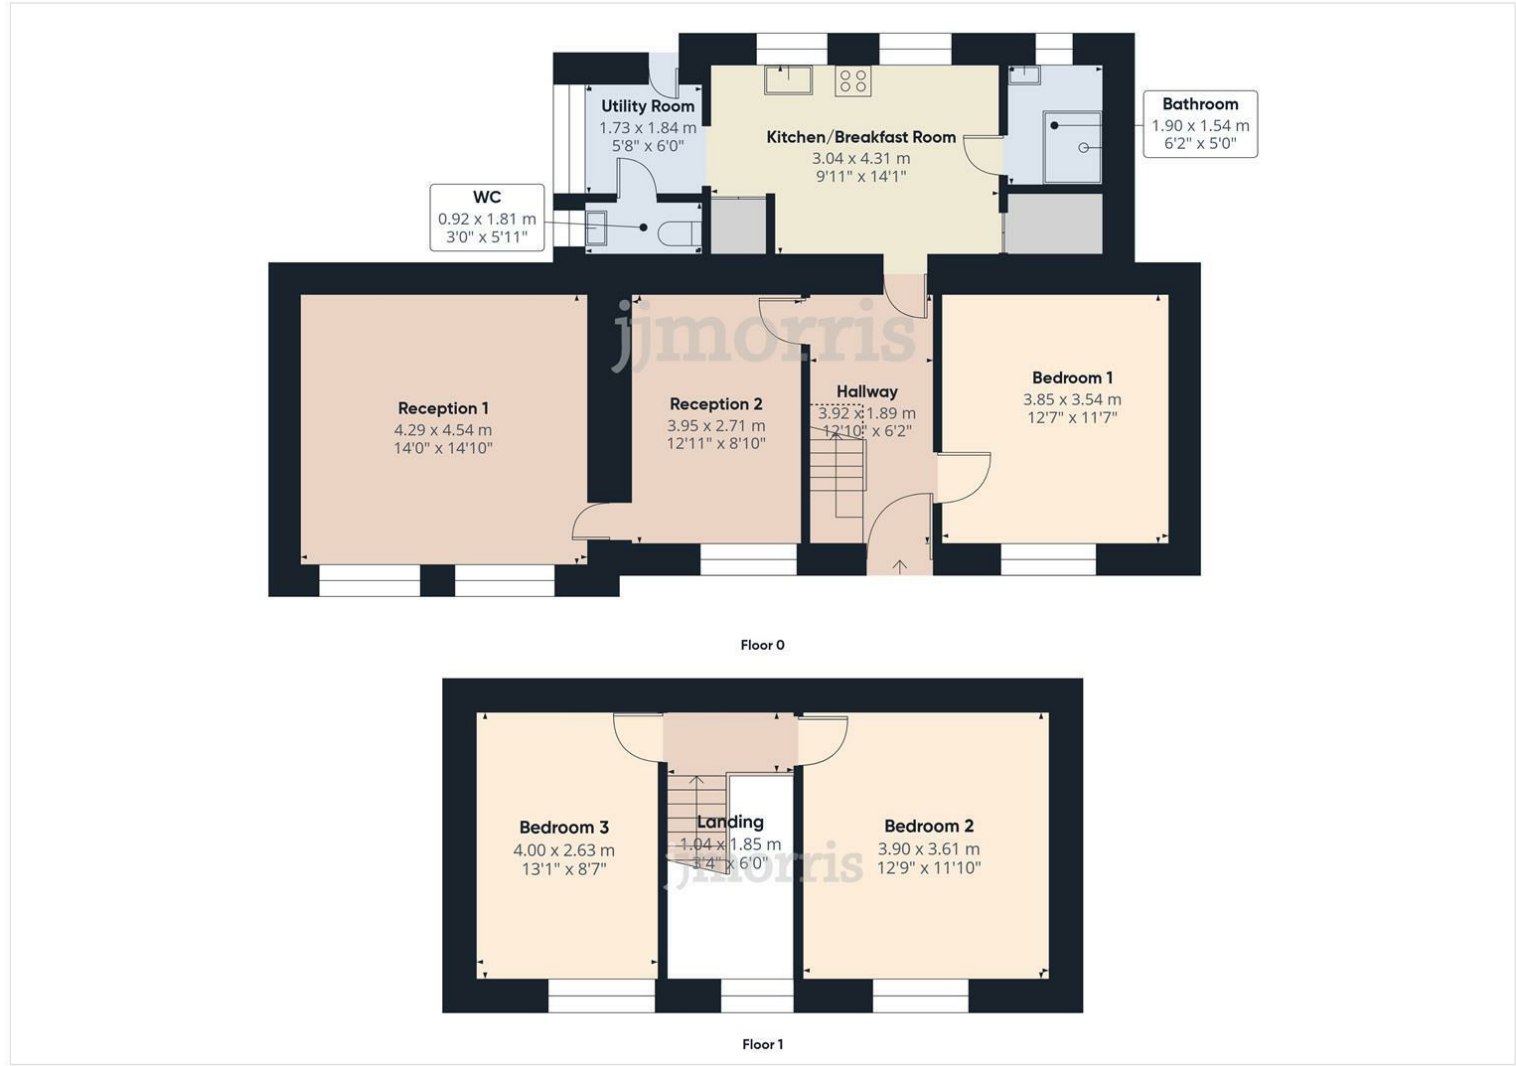 Utility Room
1.73 x 1.84 m
5'8" x 6'0"
Kitchen/Breakfast Room
3.04 x 4.31 m
9'11" x 14'1"
Bathroom
1.90 x 1.54 m
6'2" x 5'0"
WC
0.92 x 1.81 m
3'0" x 5'11"
jjmorris
Reception 1
4.29 x 4.54 m
14'0" x 14'10"
Reception 2
3.95 x 2.71 m
12'11" x 8'10"
Hallway
3.92 x 1.89 m
12'10" x 6'2"
Bedroom 1
3.85 x 3.54 m
12'7" x 11'7"
Floor 0
Bedroom 3
4.00 x 2.63 m
13'1" x 8'7"
Landing
1.04 x 1.85 m
3'4" x 6'0"
jjmorris
Bedroom 2
3.90 x 3.61 m
12'9" x 11'10"
Floor 1